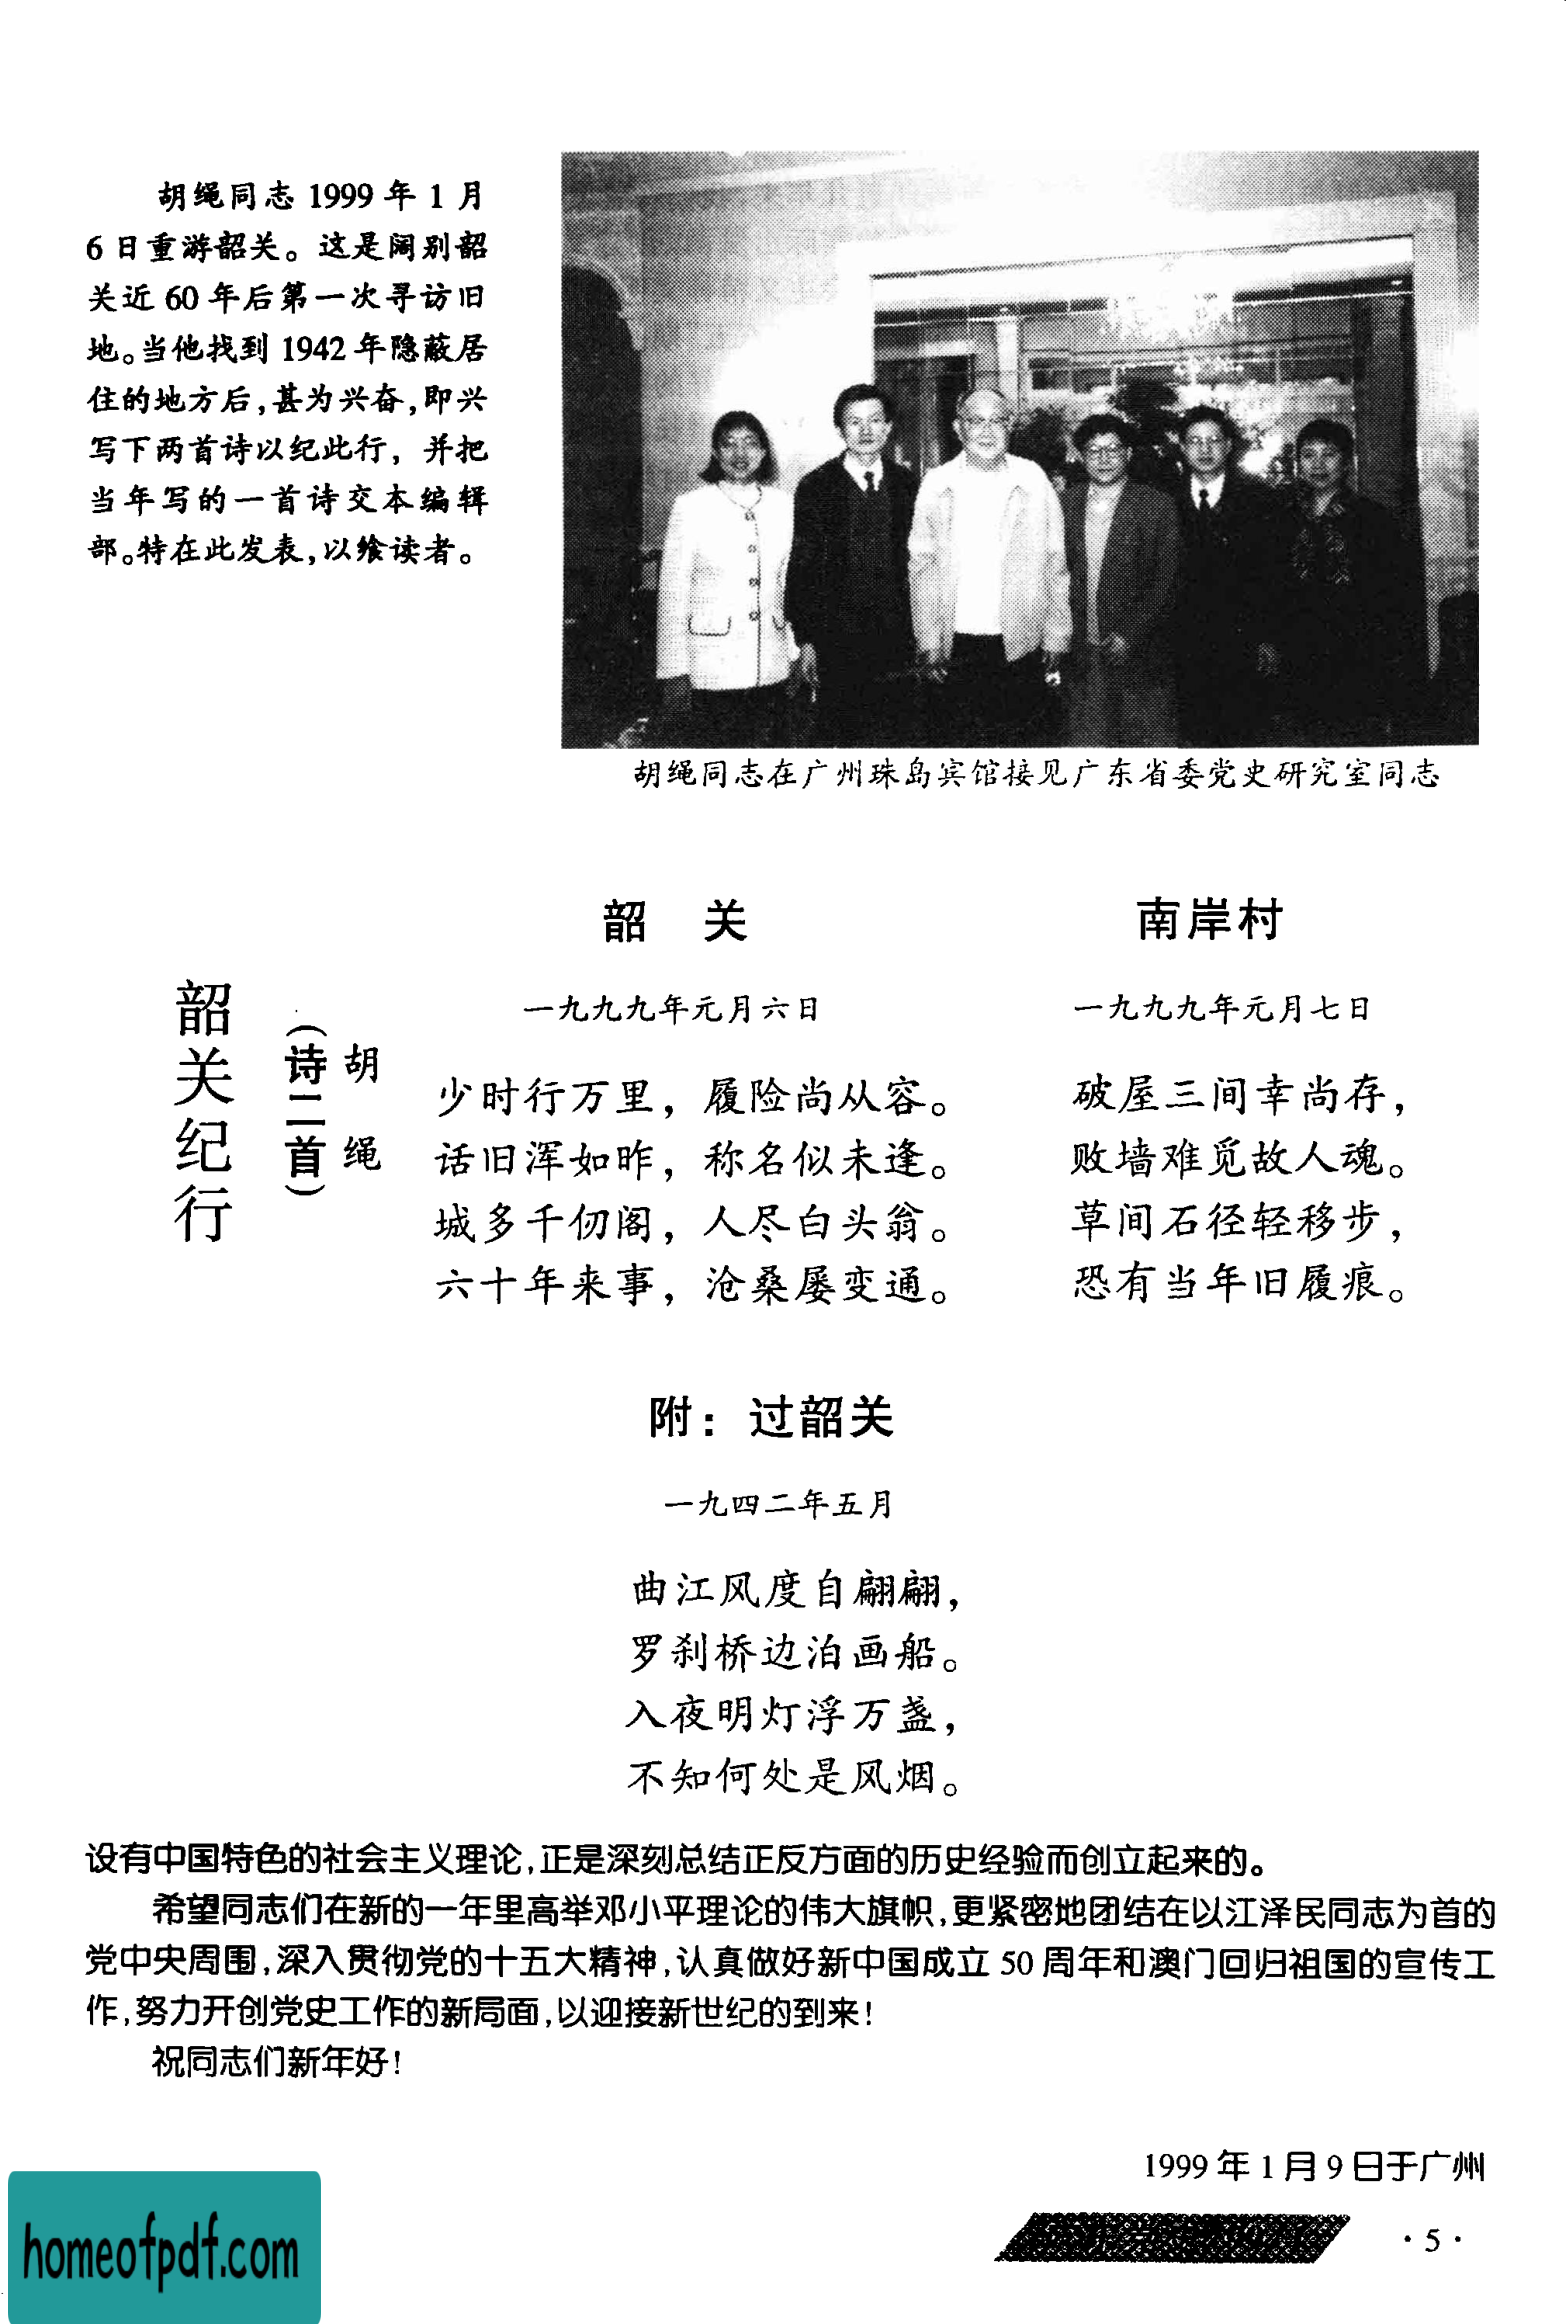 胡绳同志 1999 年 1 月
6 日重游韶关。这是阔别韶
关近 60 年后第一次寻访旧
地。当他找到 1942 年隐蔽居
住的地方后,甚为兴奋,即兴
写下两首诗以纪此行，并把
当年写的一首诗交本编辑
部。特在此发表,以飨读者。
胡绳同志在广州珠岛宾馆接见广东省委党史研究室同志
韶关纪行
（诗二首）
胡 绳
韶 关
一九九九年元月六日
少时行万里，履险尚从容。
话旧浑如昨，称名似未逢。
城多千仞阁，人尽白头翁。
六十年来事，沧桑屡变通。
南岸村
一九九九年元月七日
破屋三间幸尚存，
败墙难觅故人魂。
草间石径轻移步，
恐有当年旧履痕。
附：过韶关
一九四二年五月
曲江风度自翩翩，
罗刹桥边泊画船。
入夜明灯浮万盏，
不知何处是风烟。
设有中国特色的社会主义理论,正是深刻总结正反方面的历史经验而创立起来的。
希望同志们在新的一年里高举邓小平理论的伟大旗帜,更紧密地团结在以江泽民同志为首的
党中央周围,深入贯彻党的十五大精神,认真做好新中国成立 50 周年和澳门回归祖国的宣传工
作,努力开创党史工作的新局面,以迎接新世纪的到来!
祝同志们新年好!
1999 年 1 月 9 日于广州
·5·
homeofpdf.com